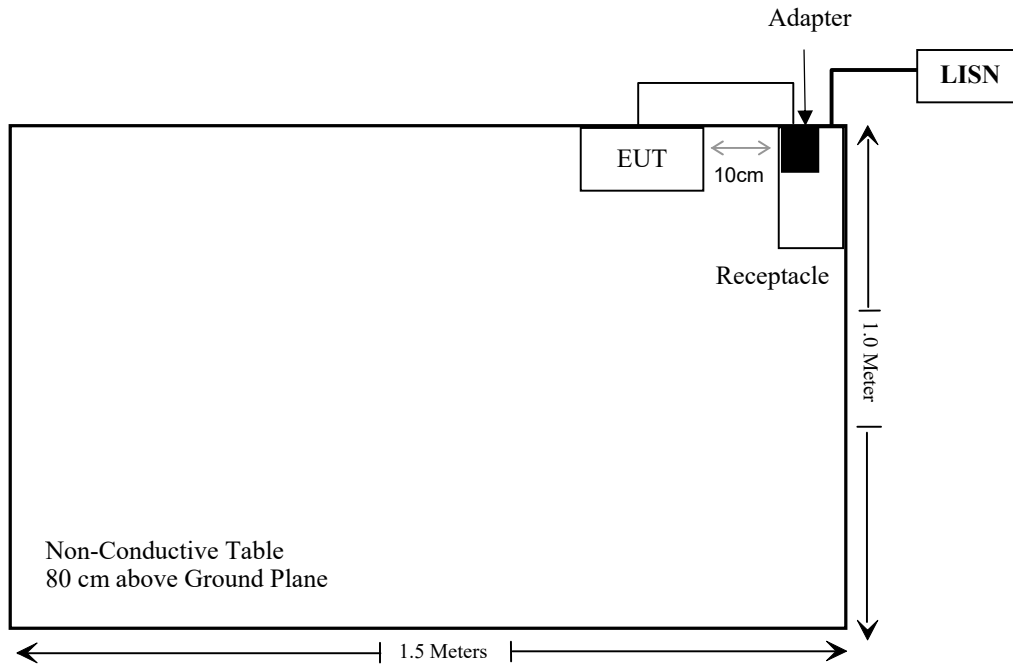 Adapter
LISN
EUT
10cm
Receptacle
1.0 Meter
Non-Conductive Table
80 cm above Ground Plane
1.5 Meters